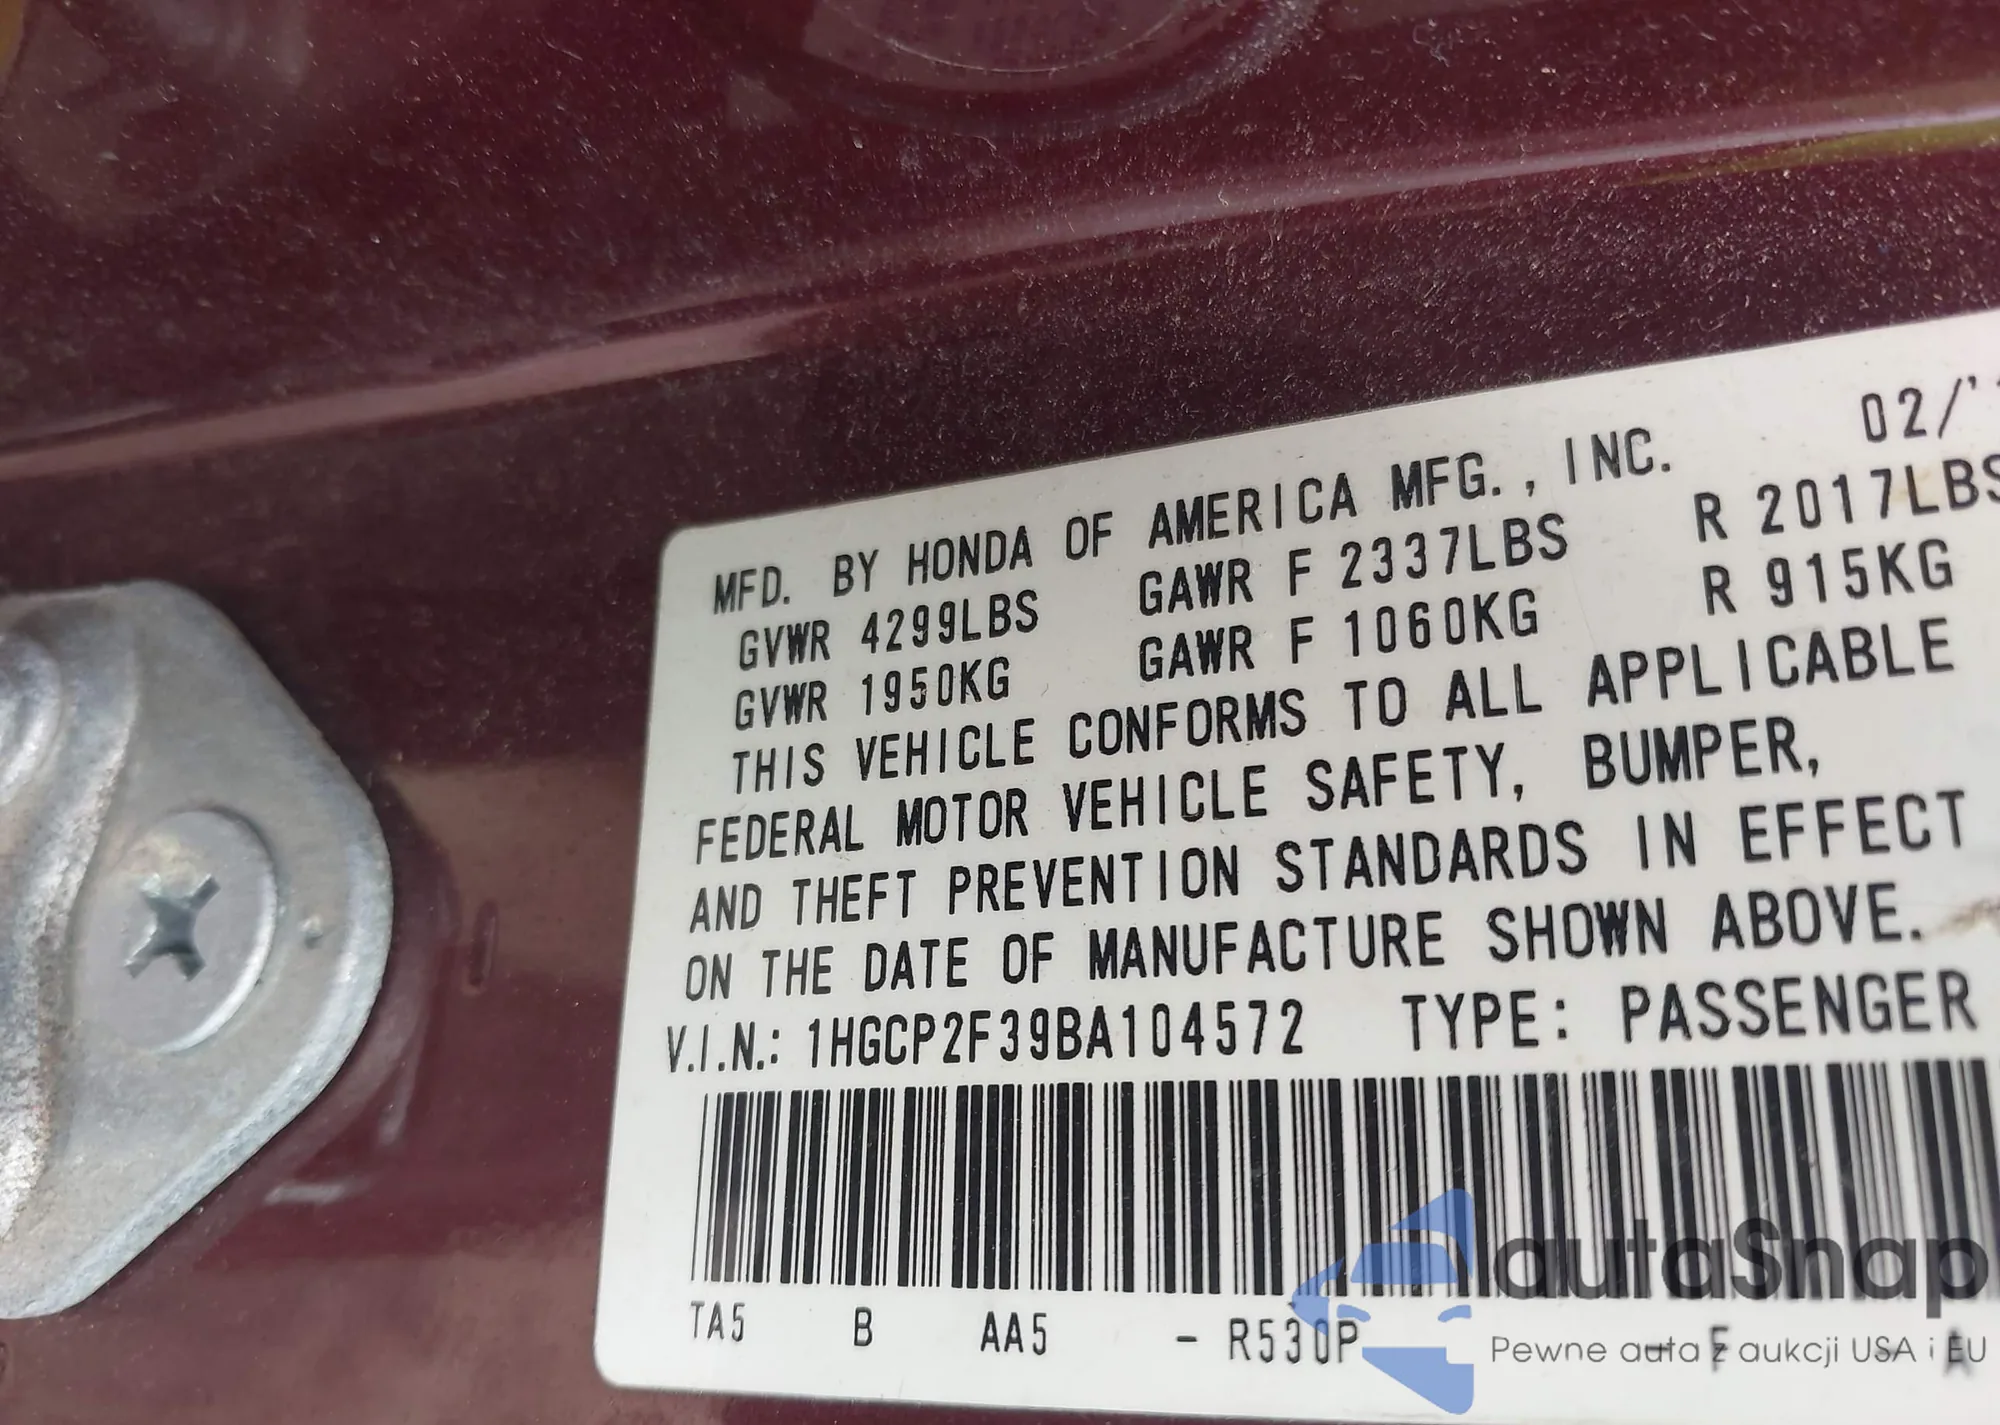 MFD. BY HONDA OF AMERICA MFG., INC. 02/'
GVWR 4299LBS GAWR F 2337LBS R 2017LBS
GVWR 1950KG GAWR F 1060KG R 915KG
THIS VEHICLE CONFORMS TO ALL APPLICABLE
FEDERAL MOTOR VEHICLE SAFETY, BUMPER,
AND THEFT PREVENTION STANDARDS IN EFFECT
ON THE DATE OF MANUFACTURE SHOWN ABOVE.
V.I.N.: 1HGCP2F39BA104572 TYPE: PASSENGER
TA5 B AA5 - R530P
autaSnap
Pewne auta z aukcji USA i EU